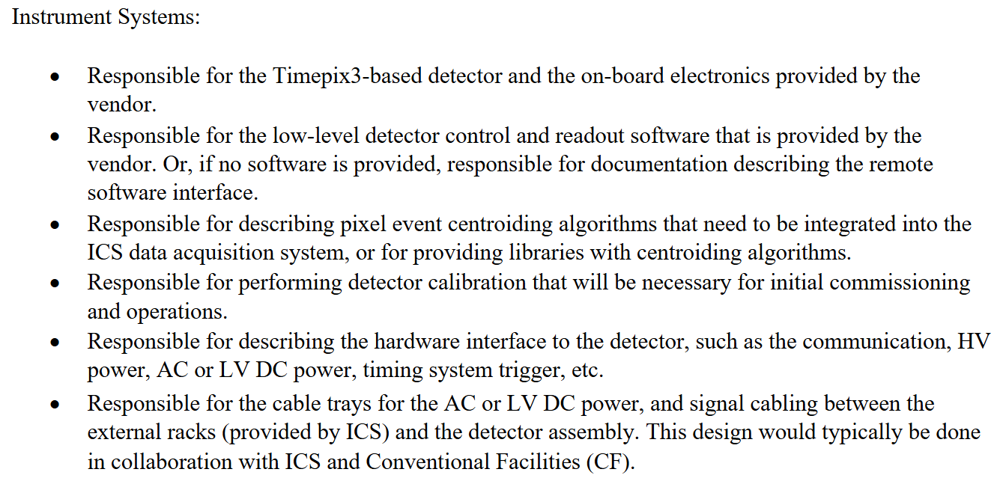 Instrument Systems:
• Responsible for the Timepix3-based detector and the on-board electronics provided by the
vendor.
• Responsible for the low-level detector control and readout software that is provided by the
vendor. Or, if no software is provided, responsible for documentation describing the remote
software interface.
• Responsible for describing pixel event centroiding algorithms that need to be integrated into the
ICS data acquisition system, or for providing libraries with centroiding algorithms.
• Responsible for performing detector calibration that will be necessary for initial commissioning
and operations.
• Responsible for describing the hardware interface to the detector, such as the communication, HV
power, AC or LV DC power, timing system trigger, etc.
• Responsible for the cable trays for the AC or LV DC power, and signal cabling between the
external racks (provided by ICS) and the detector assembly. This design would typically be done
in collaboration with ICS and Conventional Facilities (CF).